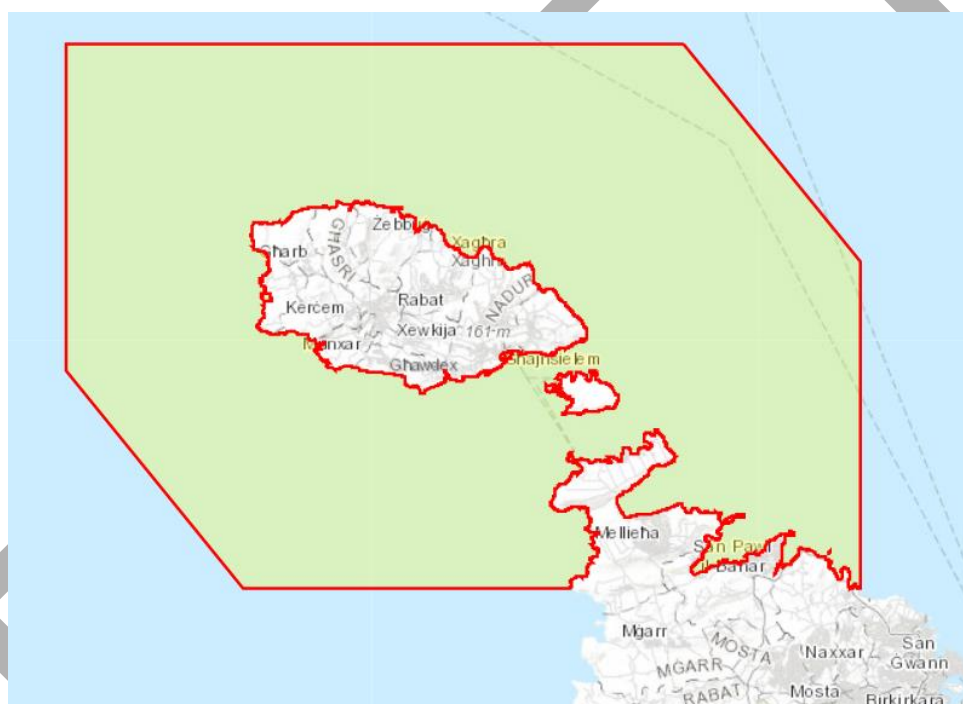 Żebbuġ
Xagħra
Xagħra
Għarb
GĦASRI
NADUR
Kerċem
Rabat
Xewkija
161 m
Munxar
Għajnsielem
Għawdex
Mellieħa
San Pawl
il-Baħar
Mġarr
MOSTA
Naxxar
San
Ġwann
MĠARR
RABAT
Mosta
Birkirkara